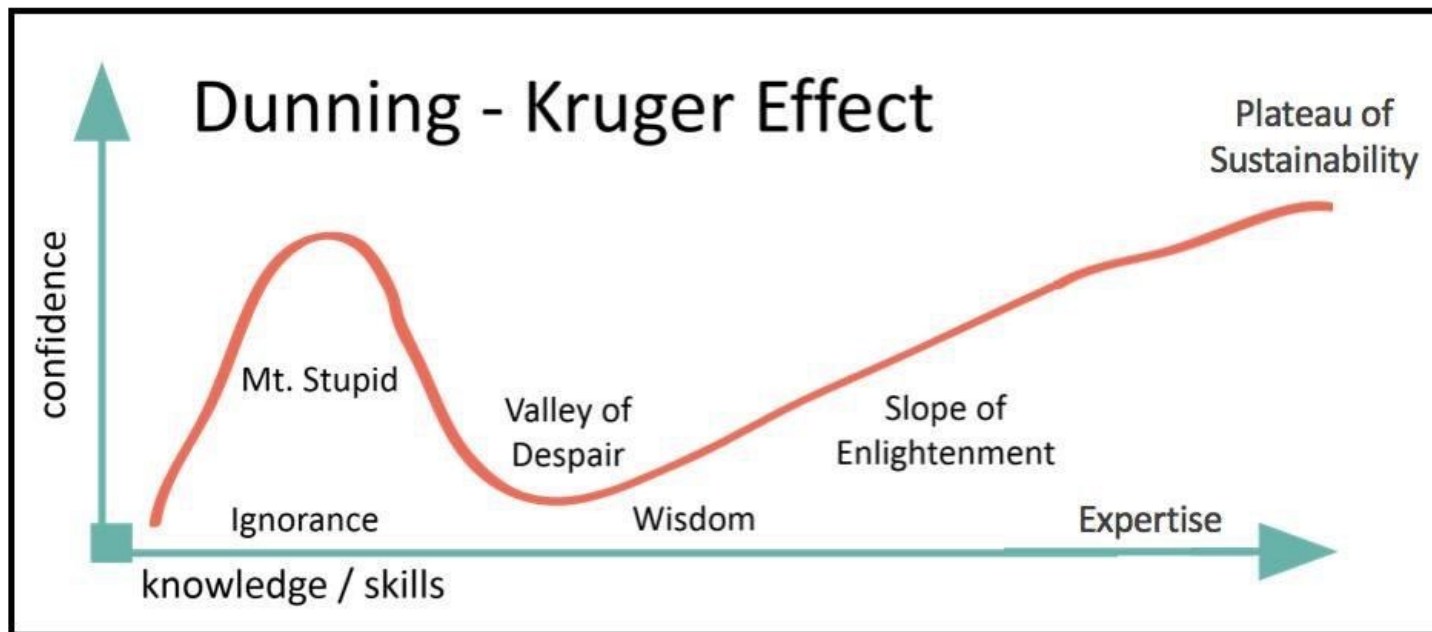 Dunning - Kruger Effect
Plateau of
Sustainability
confidence
Mt. Stupid
Valley of
Despair
Slope of
Enlightenment
Ignorance
Wisdom
Expertise
knowledge / skills